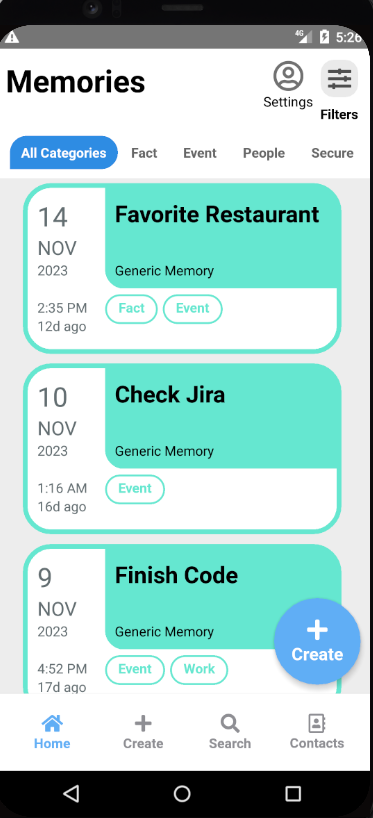 4G 5:26
Memories
Settings
Filters
All Categories Fact Event People Secure
14
NOV
2023
Favorite Restaurant
Generic Memory
2:35 PM
12d ago
Fact Event
10
NOV
2023
Check Jira
Generic Memory
1:16 AM
16d ago
Event
9
NOV
2023
Finish Code
Generic Memory
4:52 PM
17d ago
Event Work
Create
Home Create Search Contacts